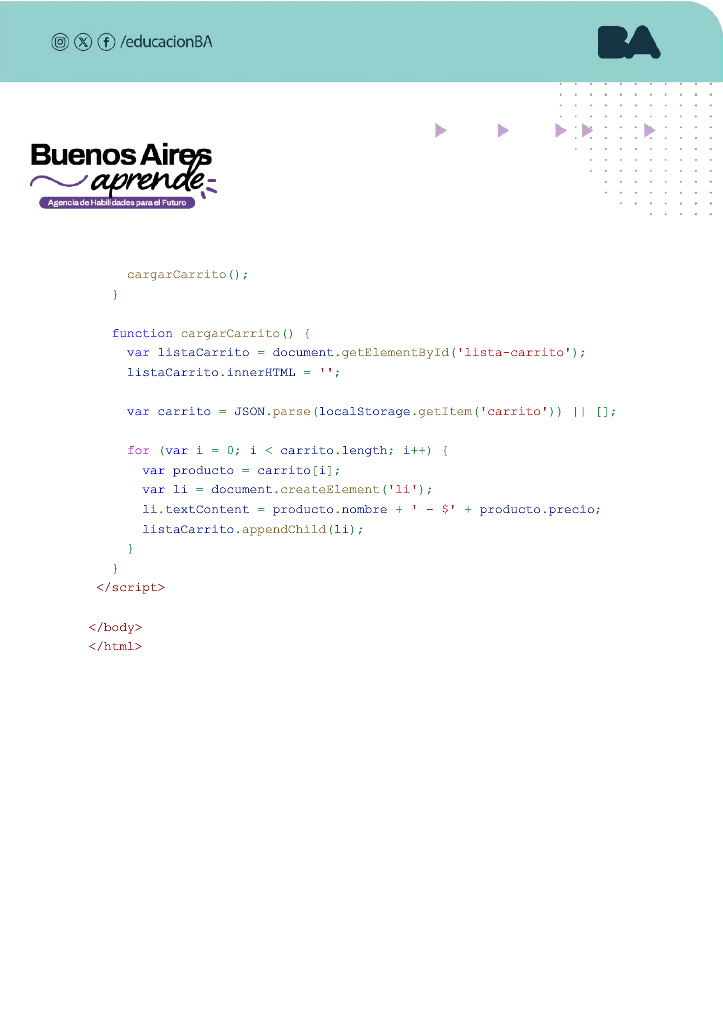 /educacionBA
BA
Buenos Aires
aprende
Agencia de Habilidades para el Futuro
cargarCarrito();
}
function cargarCarrito() {
var listaCarrito = document.getElementById('lista-carrito');
listaCarrito.innerHTML = '';
var carrito = JSON.parse(localStorage.getItem('carrito')) || [];
for (var i = 0; i < carrito.length; i++) {
var producto = carrito[i];
var li = document.createElement('li');
li.textContent = producto.nombre + ' - $' + producto.precio;
listaCarrito.appendChild(li);
}
}
</script>
</body>
</html>